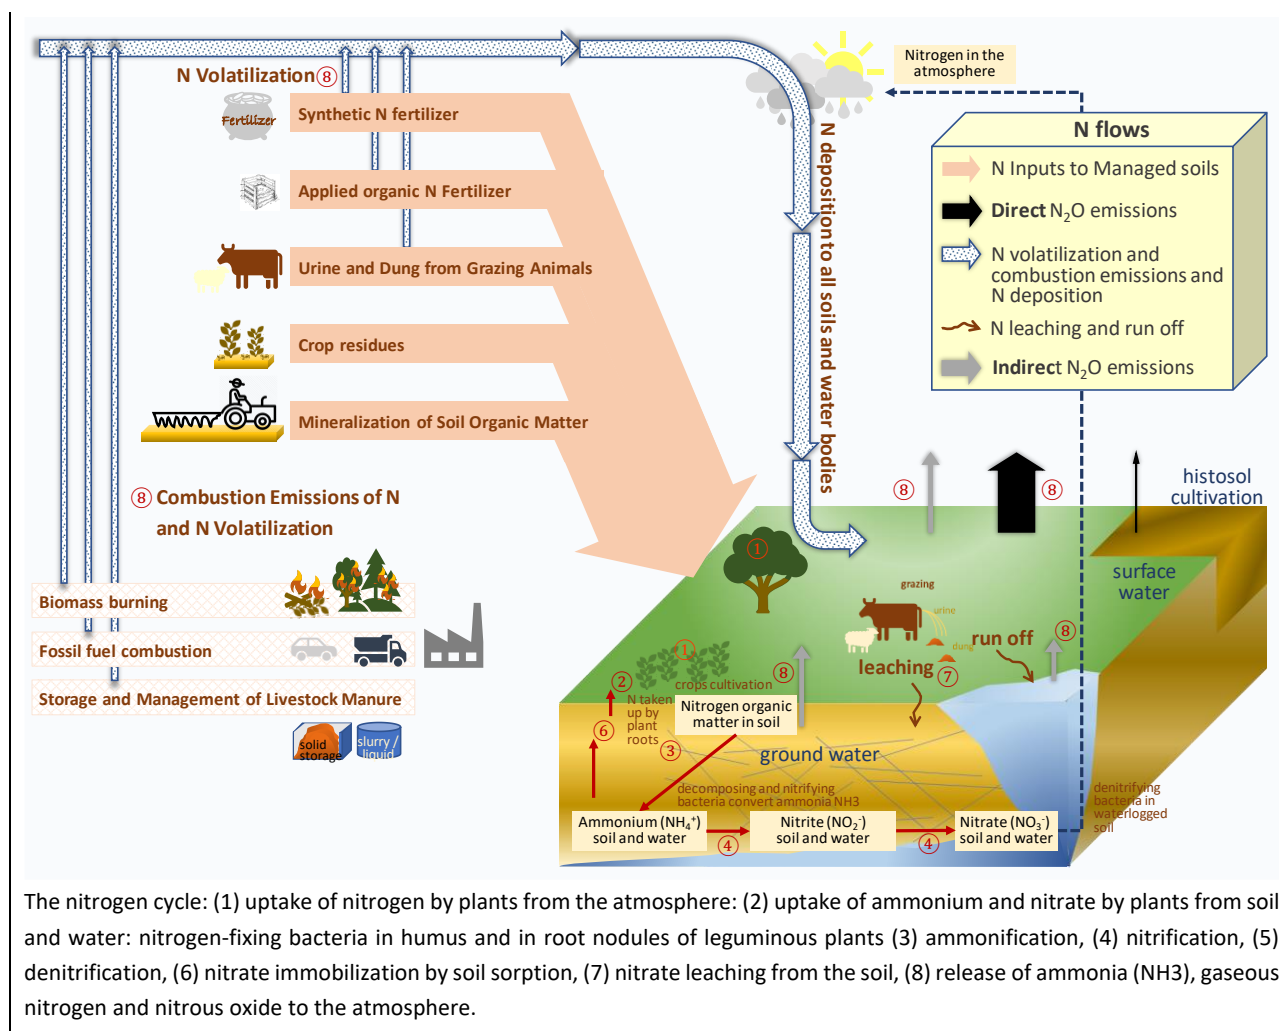 N Volatilization ⑧
Fertilizer
Synthetic N fertilizer
Applied organic N Fertilizer
Urine and Dung from Grazing Animals
Crop residues
Mineralization of Soil Organic Matter
⑧ Combustion Emissions of N
and N Volatilization
Biomass burning
Fossil fuel combustion
Storage and Management of Livestock Manure
solid
storage
slurry /
liquid
N deposition to all soils and water bodies
Nitrogen in the
atmosphere
N flows
N Inputs to Managed soils
Direct N₂O emissions
N volatilization and
combustion emissions and
N deposition
N leaching and run off
Indirect N₂O emissions
⑧
⑧
histosol
cultivation
surface
water
①
grazing
urine
dung
run off
⑧
leaching ⑦
①
② crops cultivation
N taken
up by
plant
roots
⑧
Nitrogen organic
matter in soil
⑥
③
ground water
decomposing and nitrifying
bacteria convert ammonia NH3
denitrifying
bacteria in
waterlogged
soil
Ammonium (NH₄⁺)
soil and water
④
Nitrite (NO₂⁻)
soil and water
④
Nitrate (NO₃⁻)
soil and water
The nitrogen cycle: (1) uptake of nitrogen by plants from the atmosphere: (2) uptake of ammonium and nitrate by plants from soil
and water: nitrogen-fixing bacteria in humus and in root nodules of leguminous plants (3) ammonification, (4) nitrification, (5)
denitrification, (6) nitrate immobilization by soil sorption, (7) nitrate leaching from the soil, (8) release of ammonia (NH3), gaseous
nitrogen and nitrous oxide to the atmosphere.